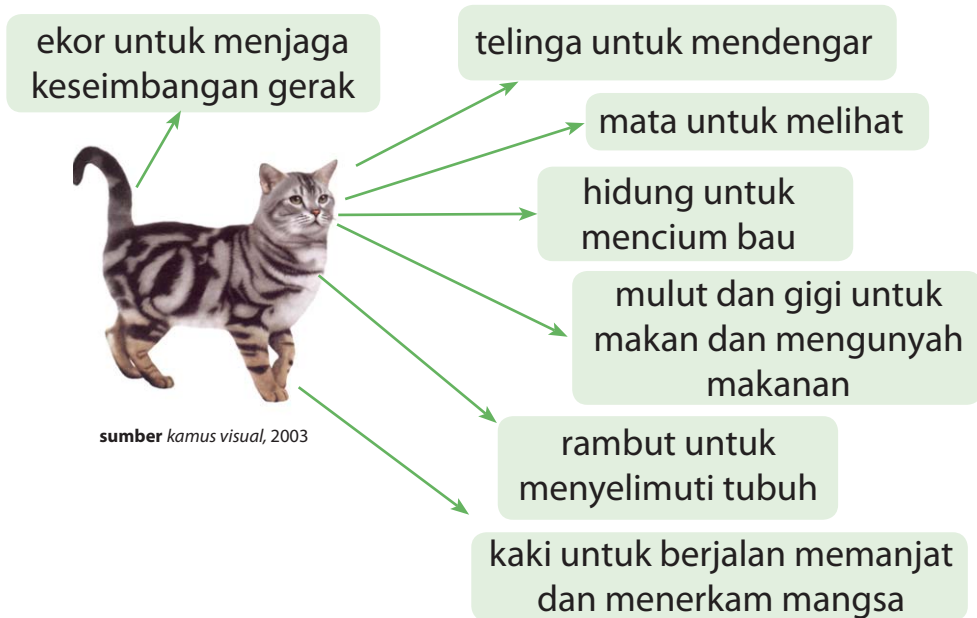 ekor untuk menjaga
keseimbangan gerak
telinga untuk mendengar
mata untuk melihat
hidung untuk
mencium bau
mulut dan gigi untuk
makan dan mengunyah
makanan
rambut untuk
menyelimuti tubuh
kaki untuk berjalan memanjat
dan menerkam mangsa
sumber kamus visual, 2003